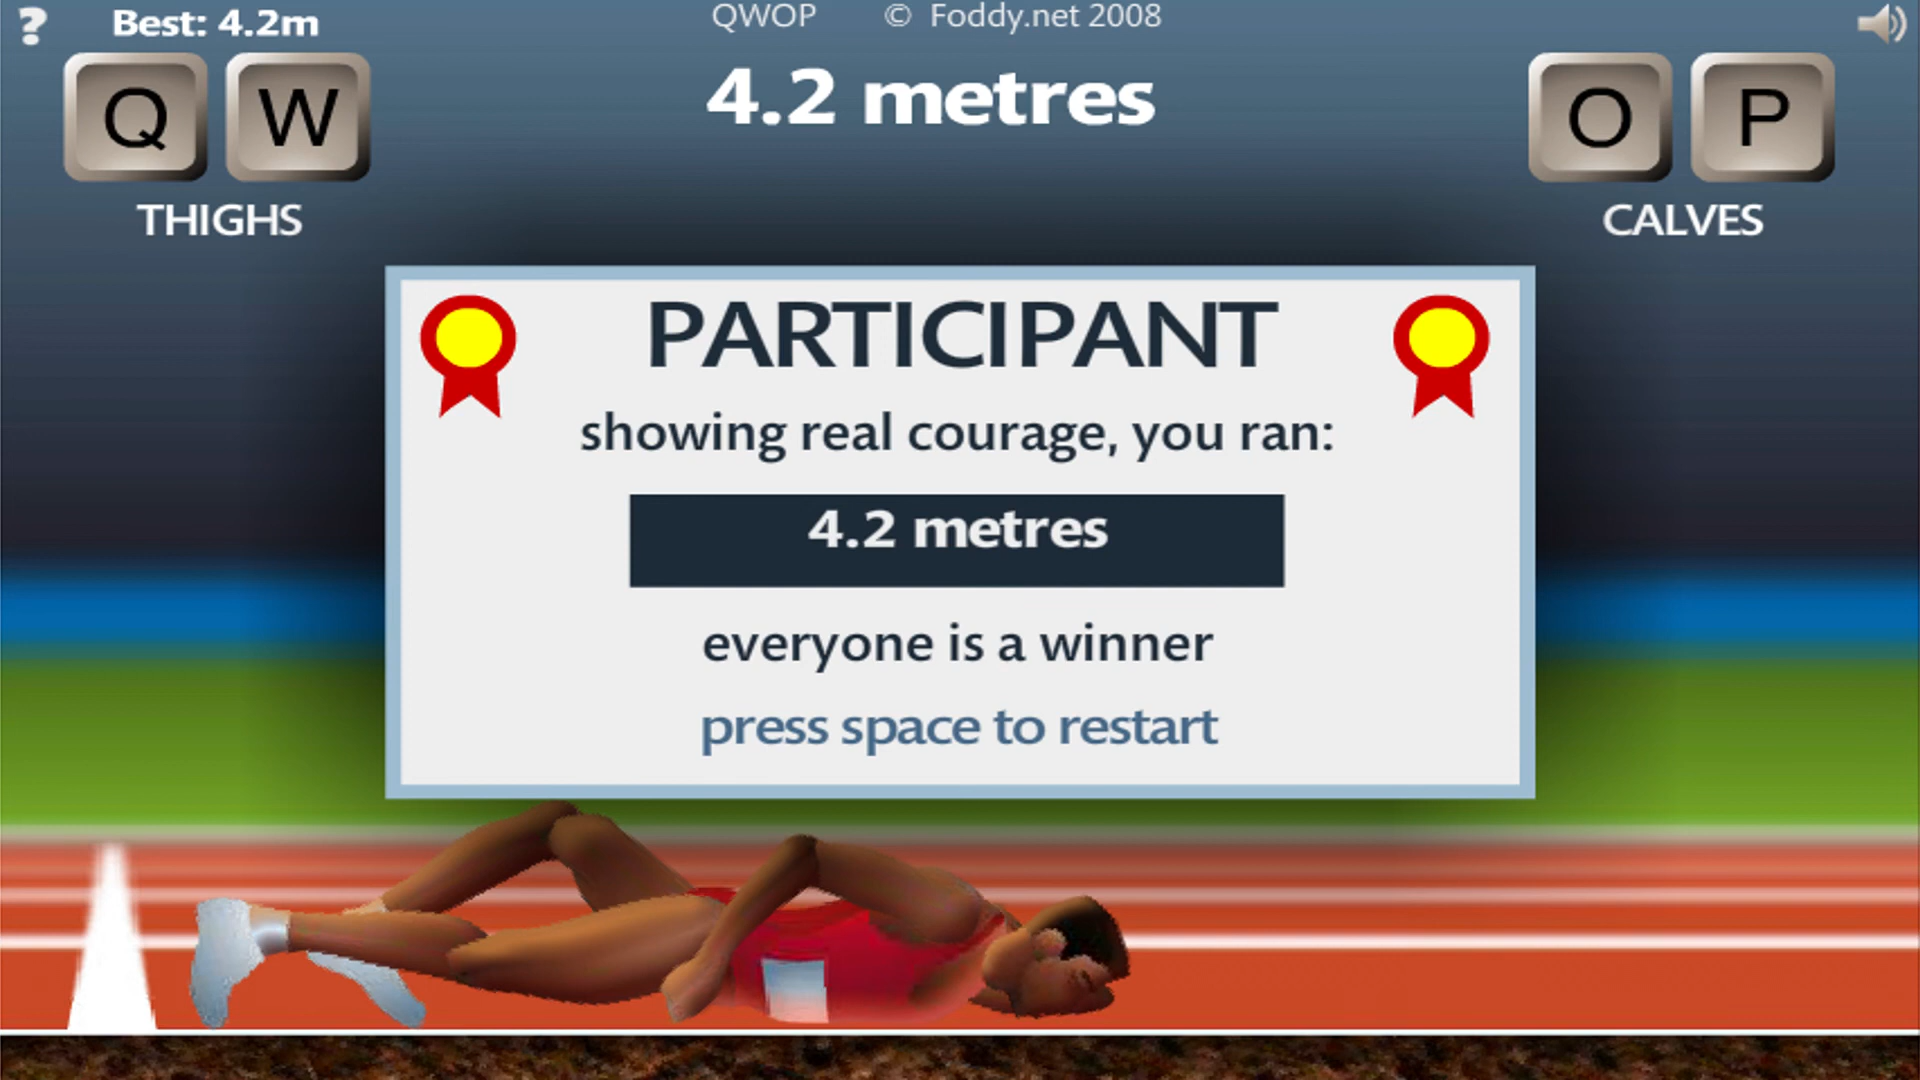 ?
Best: 4.2m
QWOP © Foddy.net 2008
4.2 metres
Q W
THIGHS
O P
CALVES
PARTICIPANT
showing real courage, you ran:
4.2 metres
everyone is a winner
press space to restart